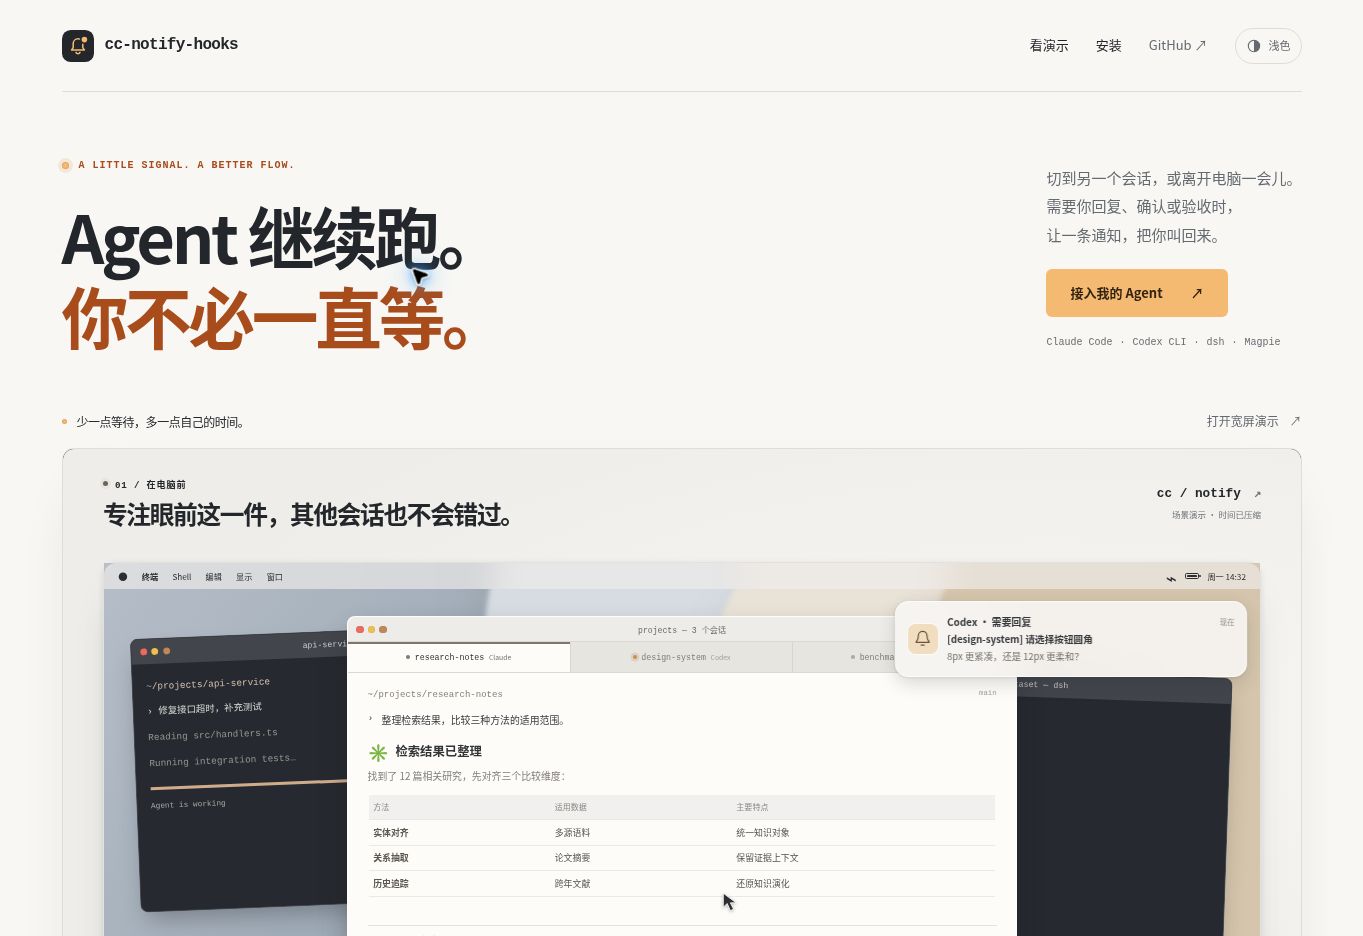 cc-notify-hooks
看演示
安装
GitHub ↗
浅色
A LITTLE SIGNAL. A BETTER FLOW.
Agent 继续跑。
你不必一直等。
切到另一个会话，或离开电脑一会儿。
需要你回复、确认或验收时，
让一条通知，把你叫回来。
接入我的 Agent ↗
Claude Code · Codex CLI · dsh · Magpie
少一点等待，多一点自己的时间。
打开宽屏演示 ↗
01 / 在电脑前
专注眼前这一件，其他会话也不会错过。
cc / notify ↗
场景演示 · 时间已压缩
终端 Shell 编辑 显示 窗口
周一 14:32
Codex · 需要回复
现在
[design-system] 请选择按钮圆角
8px 更紧凑，还是 12px 更柔和？
~/projects/api-service
› 修复接口超时，补充测试
Reading src/handlers.ts
Running integration tests…
Agent is working
projects — 3 个会话
research-notes Claude
design-system Codex
~/projects/research-notes
main
› 整理检索结果，比较三种方法的适用范围。
检索结果已整理
找到了 12 篇相关研究，先对齐三个比较维度：
方法 适用数据 主要特点
实体对齐 多源语料 统一知识对象
关系抽取 论文摘要 保留证据上下文
历史追踪 跨年文献 还原知识演化
— dsh